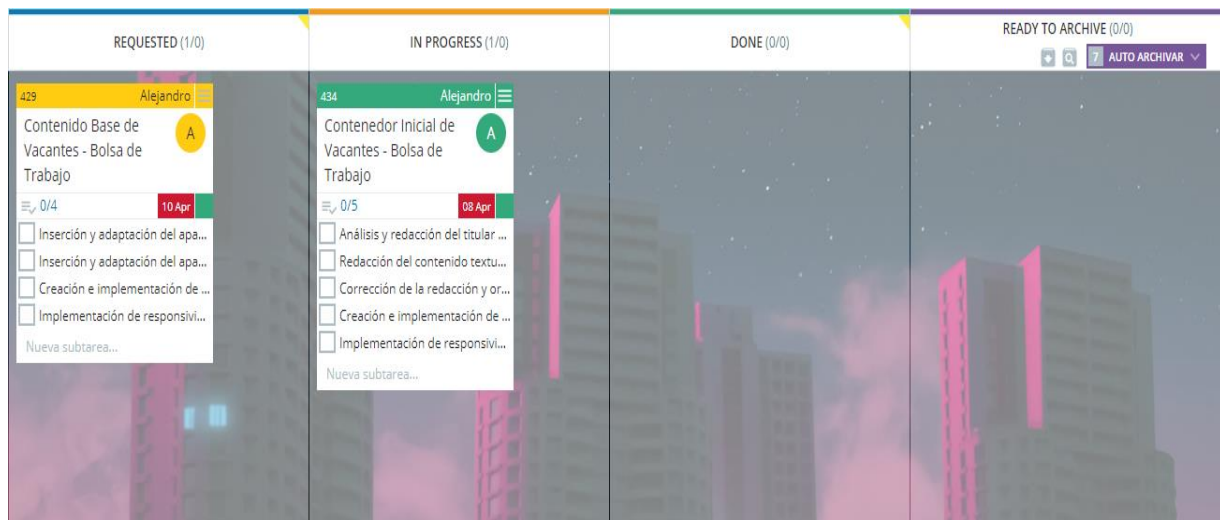 REQUESTED (1/0)
IN PROGRESS (1/0)
DONE (0/0)
READY TO ARCHIVE (0/0)
7 AUTO ARCHIVAR
429 Alejandro
Contenido Base de
Vacantes - Bolsa de
Trabajo
A
0/4 10 Apr
Inserción y adaptación del apa...
Inserción y adaptación del apa...
Creación e implementación de ...
Implementación de responsivi...
Nueva subtarea...
434 Alejandro
Contenedor Inicial de
Vacantes - Bolsa de
Trabajo
A
0/5 08 Apr
Análisis y redacción del titular ...
Redacción del contenido textu...
Corrección de la redacción y or...
Creación e implementación de ...
Implementación de responsivi...
Nueva subtarea...